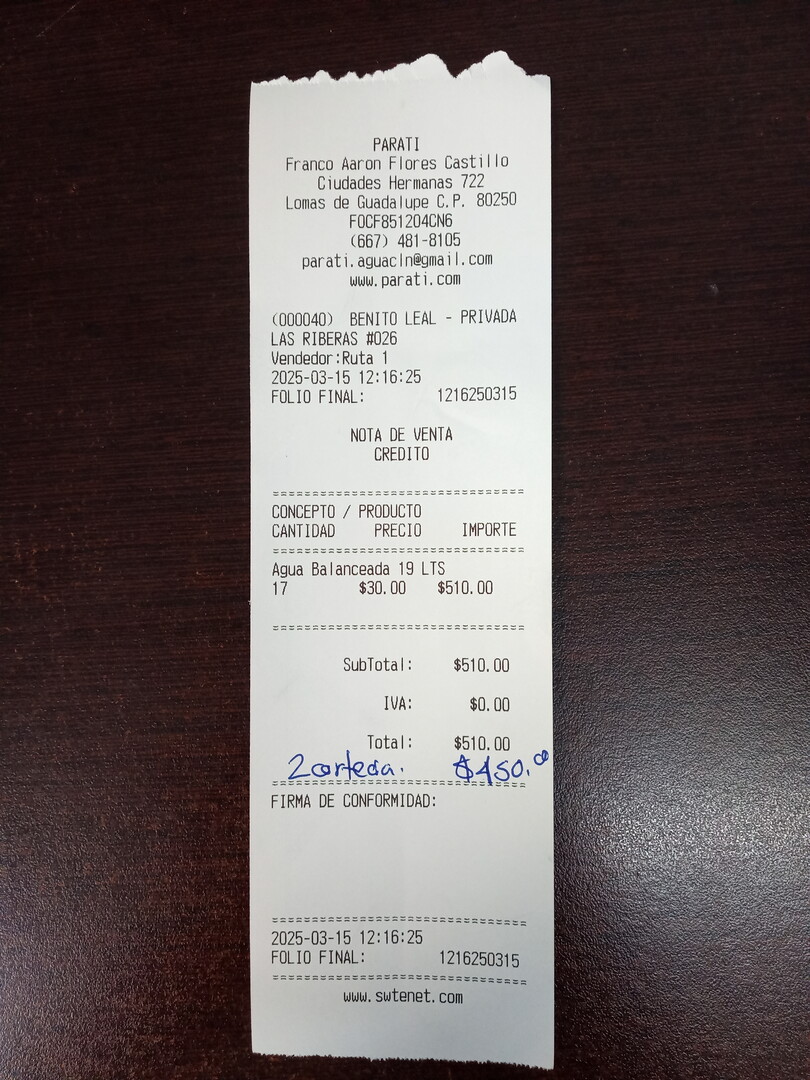 PARATI
Franco Aaron Flores Castillo
Ciudades Hermanas 722
Lomas de Guadalupe C.P. 80250
FOCF851204CN6
(667) 481-8105
parati.aguacln@gmail.com
www.parati.com
(000040) BENITO LEAL - PRIVADA
LAS RIBERAS #026
Vendedor:Ruta 1
2025-03-15 12:16:25
FOLIO FINAL: 1216250315
NOTA DE VENTA
CREDITO
================================
CONCEPTO / PRODUCTO
CANTIDAD PRECIO IMPORTE
================================
Agua Balanceada 19 LTS
17 $30.00 $510.00
================================
SubTotal: $510.00
IVA: $0.00
Total: $510.00
2 cortecia. $450.00
================================
FIRMA DE CONFORMIDAD:
================================
2025-03-15 12:16:25
FOLIO FINAL: 1216250315
================================
www.swtenet.com